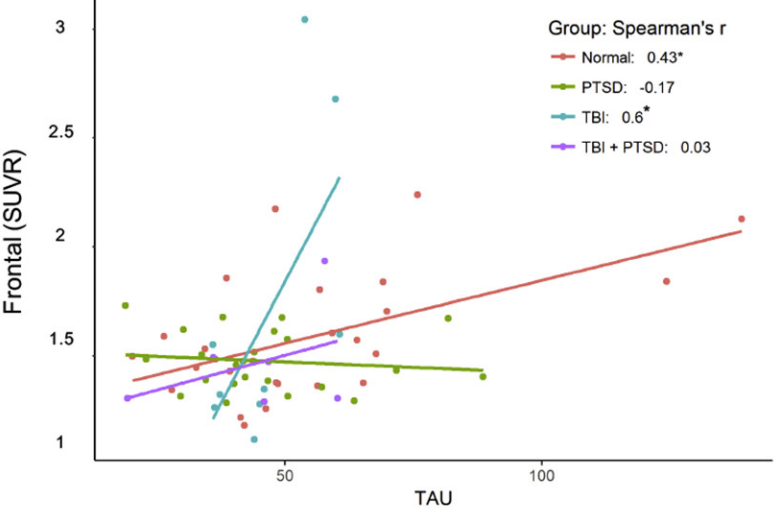 Group: Spearman's r
Normal: 0.43*
PTSD: -0.17
TBI: 0.6*
TBI + PTSD: 0.03
Frontal (SUVR)
3
2.5
2
1.5
1
50
100
TAU